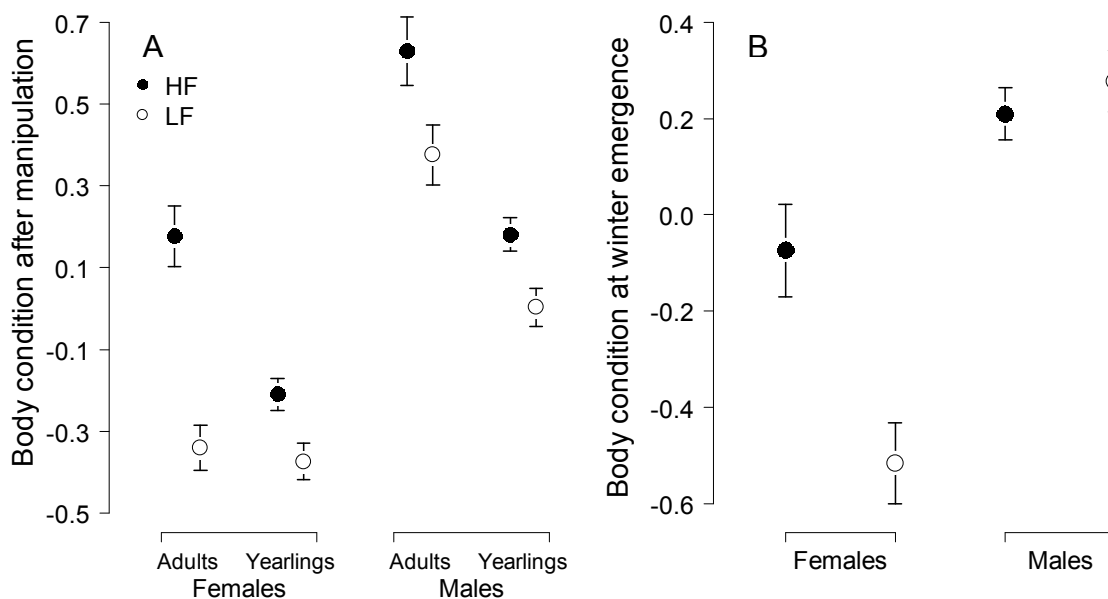 Body condition after manipulation
0.7
0.5
0.3
0.1
-0.1
-0.3
-0.5
A
HF
LF
Adults Yearlings
Females
Adults Yearlings
Males
Body condition at winter emergence
0.4
0.2
0.0
-0.2
-0.4
-0.6
B
Females
Males